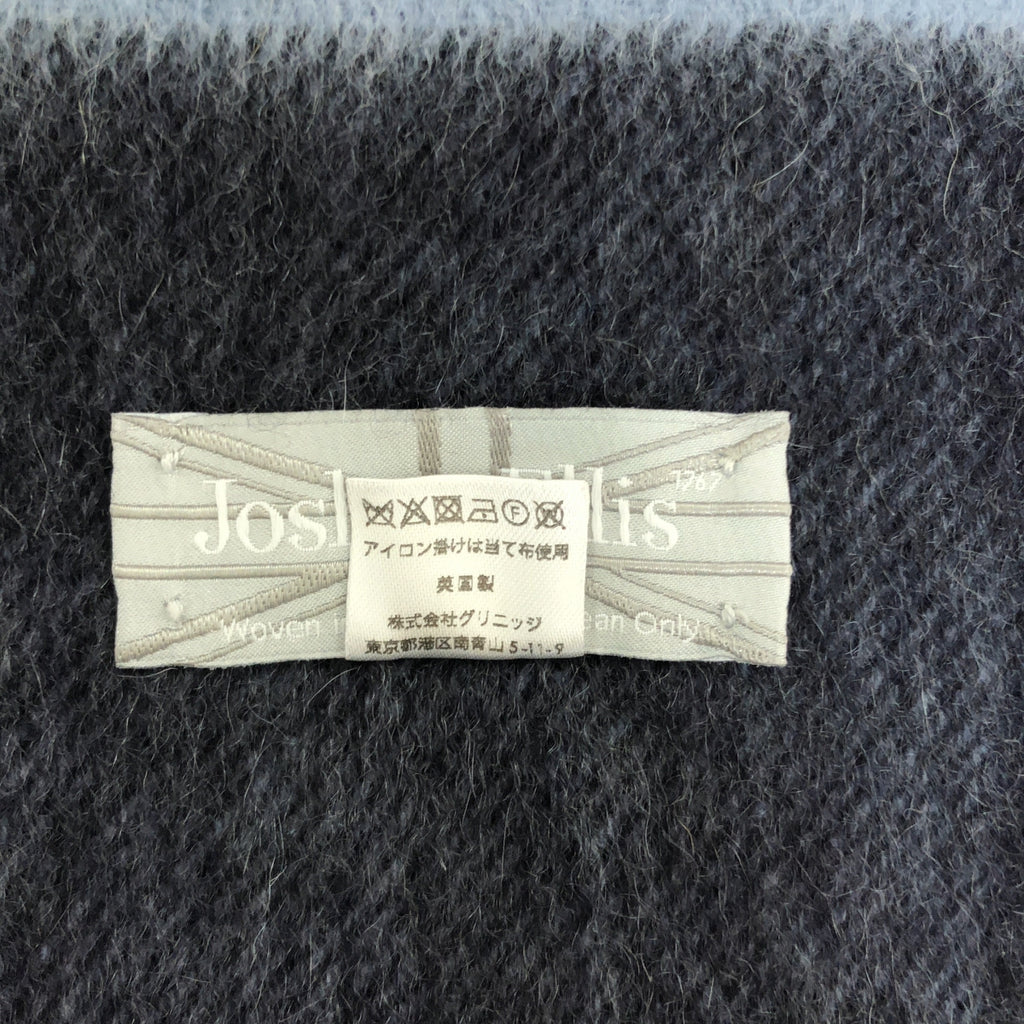 Josh llis 1767
アイロン掛けは当て布使用
英国製
株式会社グリニッジ
Woven ean Only
東京都港区南青山5-11-9